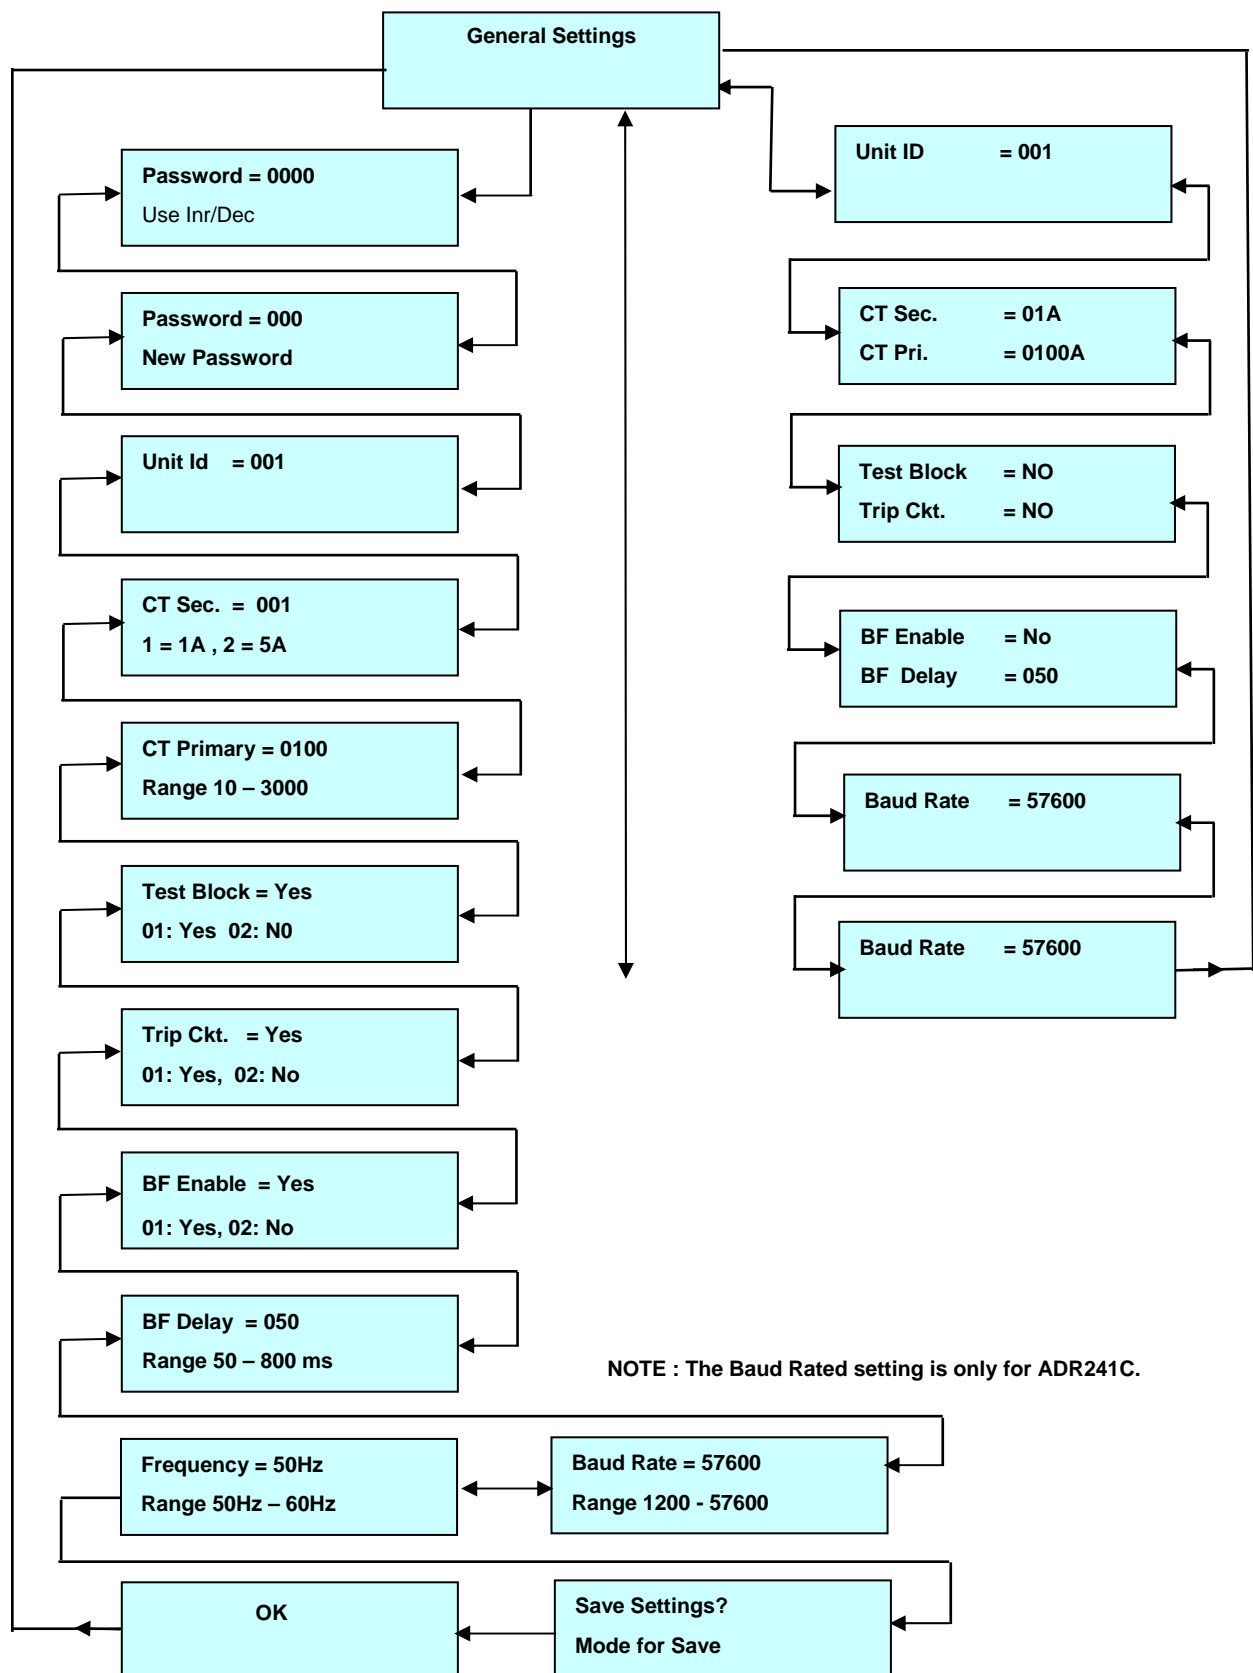 General Settings
Password = 0000
Use Inr/Dec
Password = 000
New Password
Unit Id = 001
CT Sec. = 001
1 = 1A , 2 = 5A
CT Primary = 0100
Range 10 – 3000
Test Block = Yes
01: Yes 02: N0
Trip Ckt. = Yes
01: Yes, 02: No
BF Enable = Yes
01: Yes, 02: No
BF Delay = 050
Range 50 – 800 ms
Frequency = 50Hz
Range 50Hz – 60Hz
Baud Rate = 57600
Range 1200 - 57600
OK
Save Settings?
Mode for Save
Unit ID = 001
CT Sec. = 01A
CT Pri. = 0100A
Test Block = NO
Trip Ckt. = NO
BF Enable = No
BF Delay = 050
Baud Rate = 57600
Baud Rate = 57600
NOTE : The Baud Rated setting is only for ADR241C.